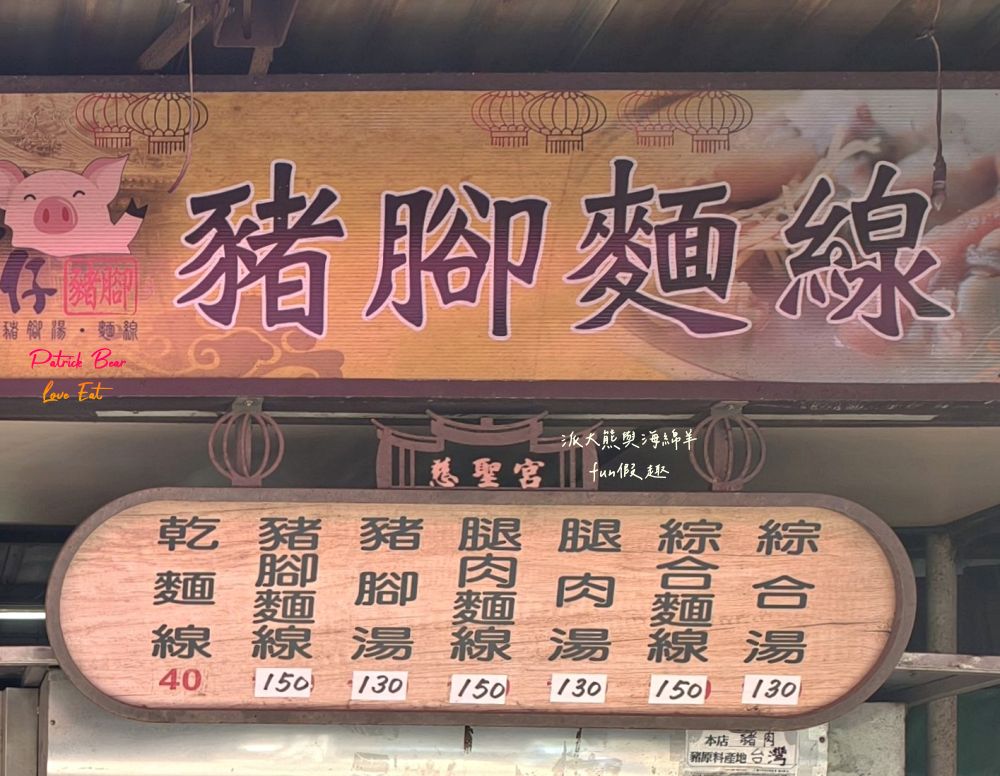 豬腳麵線
仔豬腳
豬腳湯・麵線
Patrick Bear
Love Eat
慈聖宮
派大熊與海綿羊
fun假趣
乾麵線 40
豬腳麵線 150
豬腳湯 130
腿肉麵線 150
腿肉湯 130
綜合麵線 150
綜合湯 130
本店豬肉
豬原料產地台灣